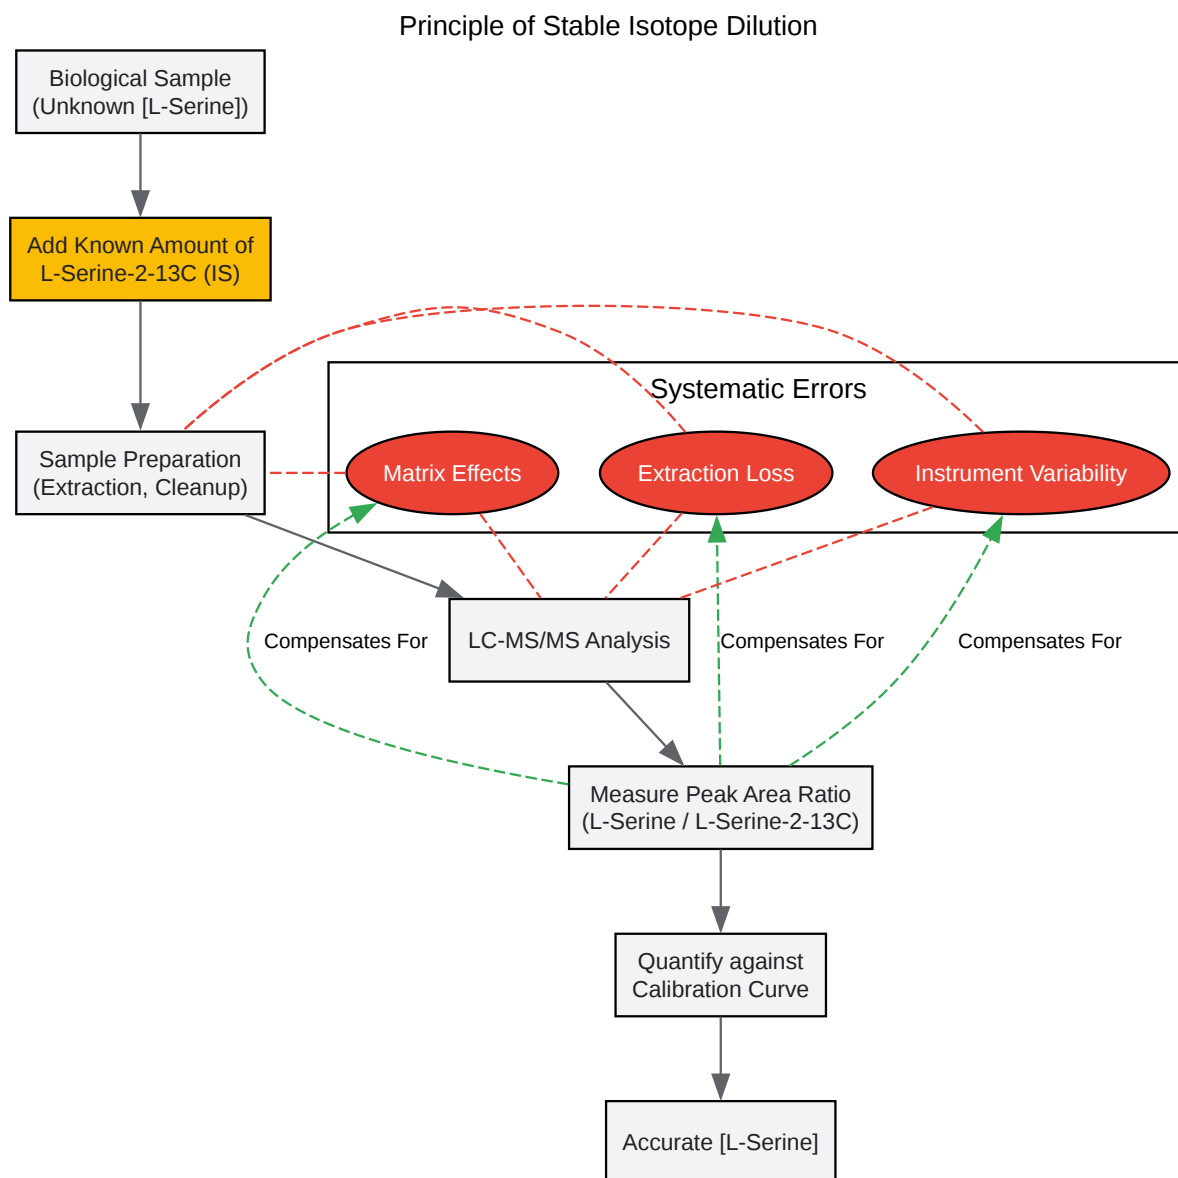 Principle of Stable Isotope Dilution
Biological Sample
(Unknown [L-Serine])
Add Known Amount of
L-Serine-2-13C (IS)
Systematic Errors
Sample Preparation
(Extraction, Cleanup)
Matrix Effects
Extraction Loss
Instrument Variability
LC-MS/MS Analysis
Compensates For
Compensates For
Compensates For
Measure Peak Area Ratio
(L-Serine / L-Serine-2-13C)
Quantify against
Calibration Curve
Accurate [L-Serine]